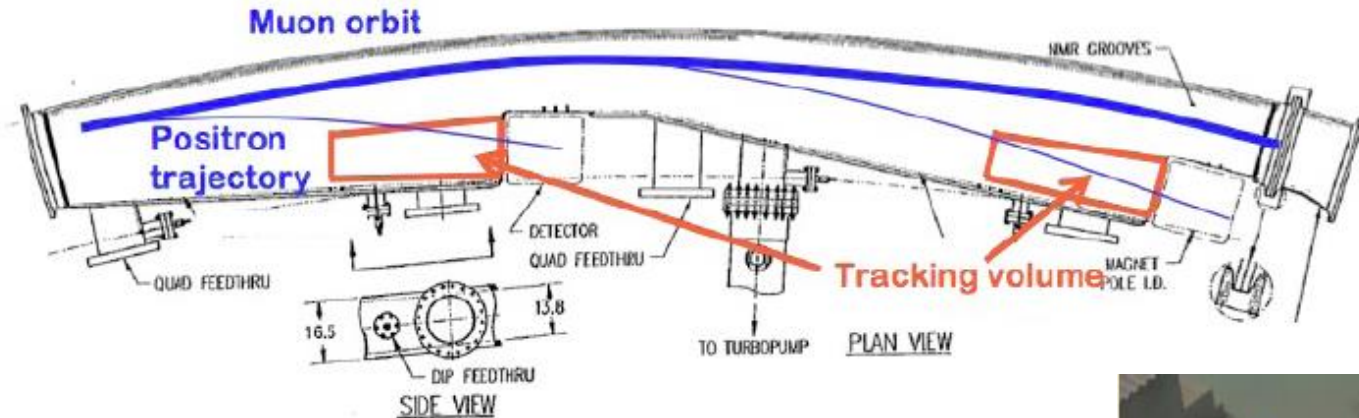 Muon orbit
NMR GROOVES
Positron
trajectory
DETECTOR
QUAD FEEDTHRU
QUAD FEEDTHRU
Tracking volume
MAGNET
POLE I.D.
16.5
13.8
TO TURBOPUMP
PLAN VIEW
DIP FEEDTHRU
SIDE VIEW